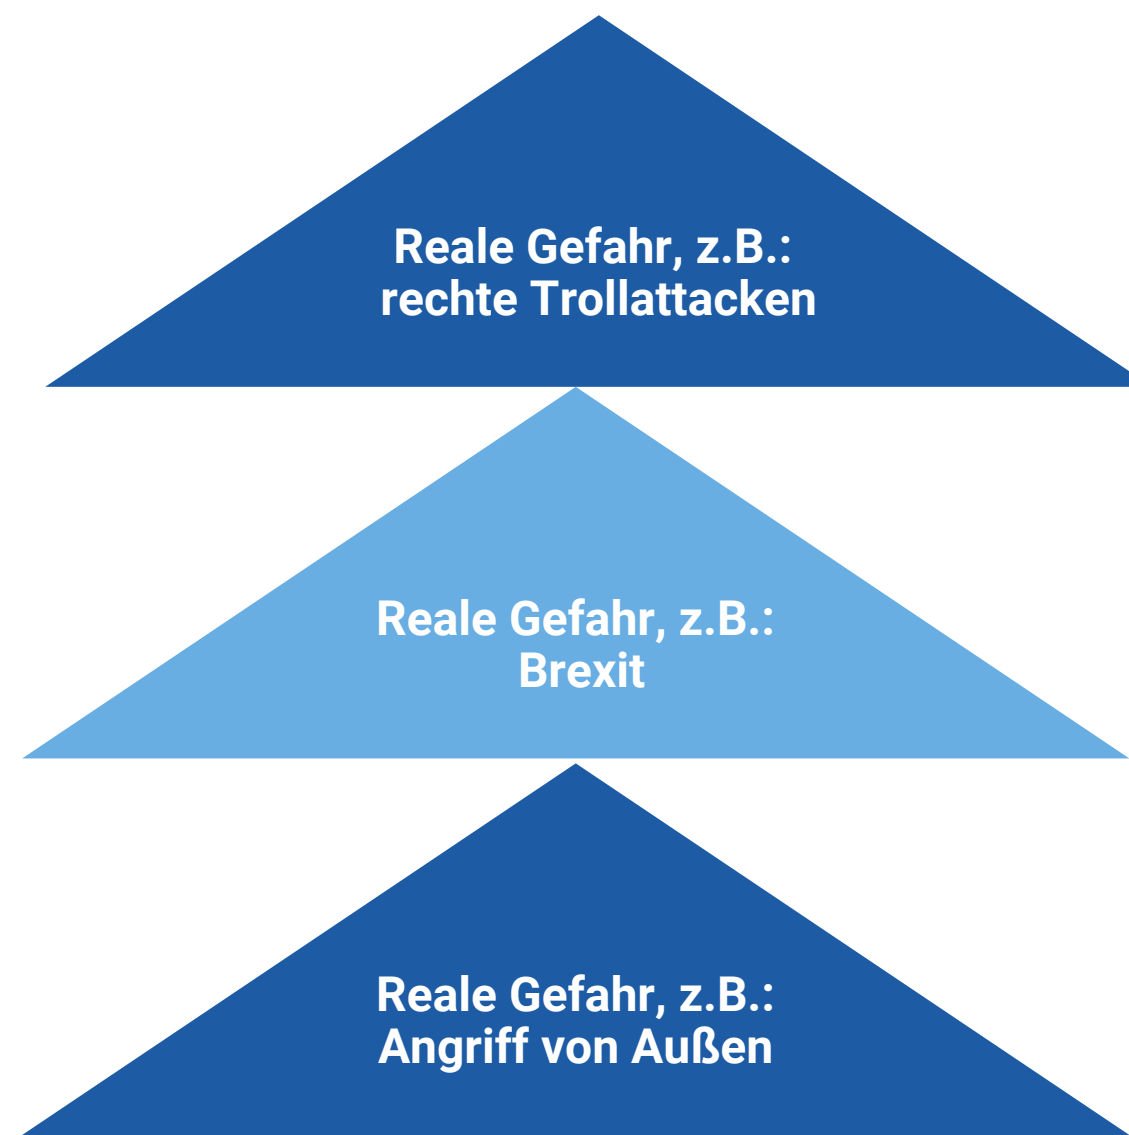 Reale Gefahr, z.B.:
rechte Trollattacken
Reale Gefahr, z.B.:
Brexit
Reale Gefahr, z.B.:
Angriff von Außen